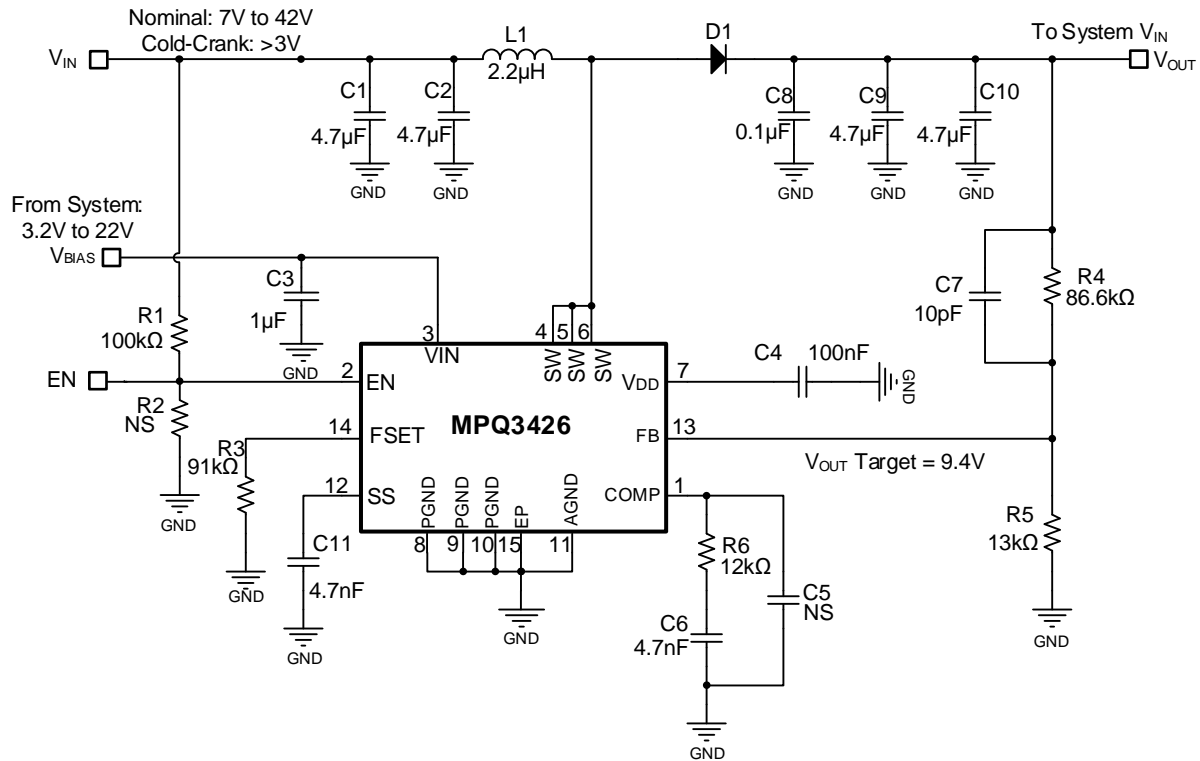 Nominal: 7V to 42V
Cold-Crank: >3V
VIN
L1
2.2µH
D1
To System VIN
VOUT
C1
4.7µF
GND
C2
4.7µF
GND
C8
0.1µF
GND
C9
4.7µF
GND
C10
4.7µF
GND
From System:
3.2V to 22V
VBIAS
C3
1µF
GND
R1
100kΩ
EN
R2
NS
GND
R3
91kΩ
GND
C11
4.7nF
GND
3
VIN
4
5
6
SW
SW
SW
2
EN
14
FSET
12
SS
MPQ3426
VDD
7
C4
100nF
GND
FB
13
VOUT Target = 9.4V
COMP
1
PGND
PGND
PGND
EP
AGND
8
9
10
15
11
GND
R6
12kΩ
C6
4.7nF
C5
NS
GND
C7
10pF
R4
86.6kΩ
R5
13kΩ
GND